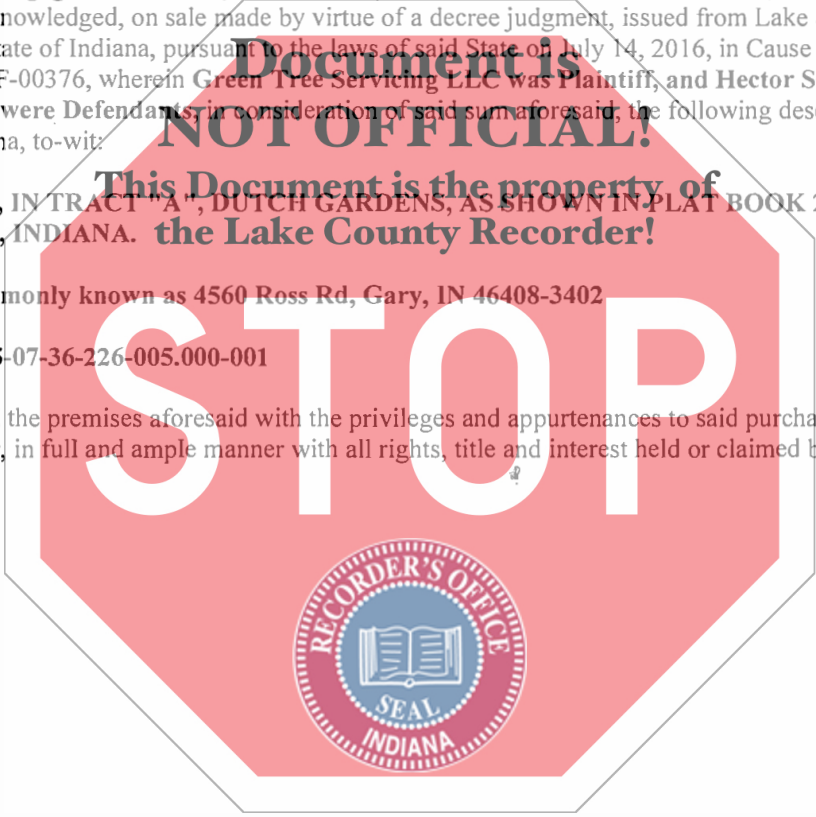 nowledged, on sale made by virtue of a decree judgment, issued from Lake
ate of Indiana, pursuant to the laws of said State on July 14, 2016, in Cause
F-00376, wherein Green Tree Servicing LLC was Plaintiff, and Hector S
were Defendants, in consideration of said sum aforesaid, the following des
na, to-wit:
Document is
NOT OFFICIAL!
This Document is the property of
the Lake County Recorder!
, IN TRACT "A", DUTCH GARDENS, AS SHOWN IN PLAT BOOK 2
, INDIANA.
monly known as 4560 Ross Rd, Gary, IN 46408-3402
-07-36-226-005.000-001
STOP
the premises aforesaid with the privileges and appurtenances to said purcha
, in full and ample manner with all rights, title and interest held or claimed b
RECORDER'S OFFICE
SEAL
INDIANA